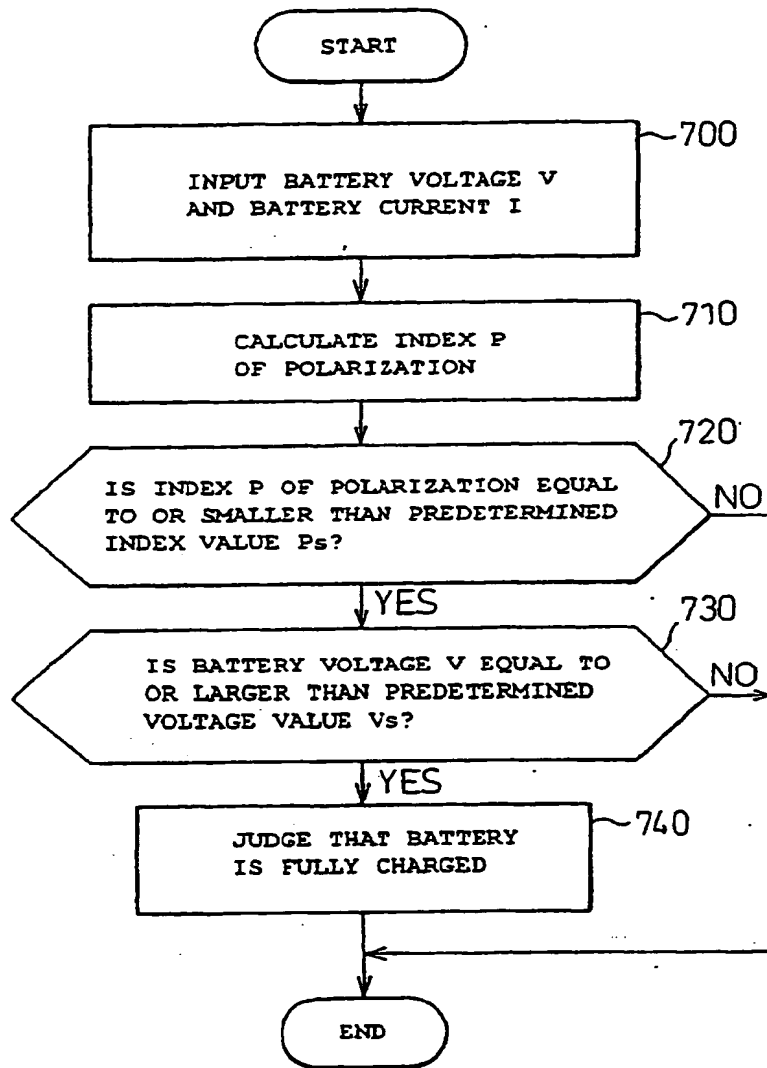 START
700
INPUT BATTERY VOLTAGE V
AND BATTERY CURRENT I
710
CALCULATE INDEX P
OF POLARIZATION
720
IS INDEX P OF POLARIZATION EQUAL
TO OR SMALLER THAN PREDETERMINED
INDEX VALUE Ps?
NO
YES
730
IS BATTERY VOLTAGE V EQUAL TO
OR LARGER THAN PREDETERMINED
VOLTAGE VALUE Vs?
NO
YES
740
JUDGE THAT BATTERY
IS FULLY CHARGED
END